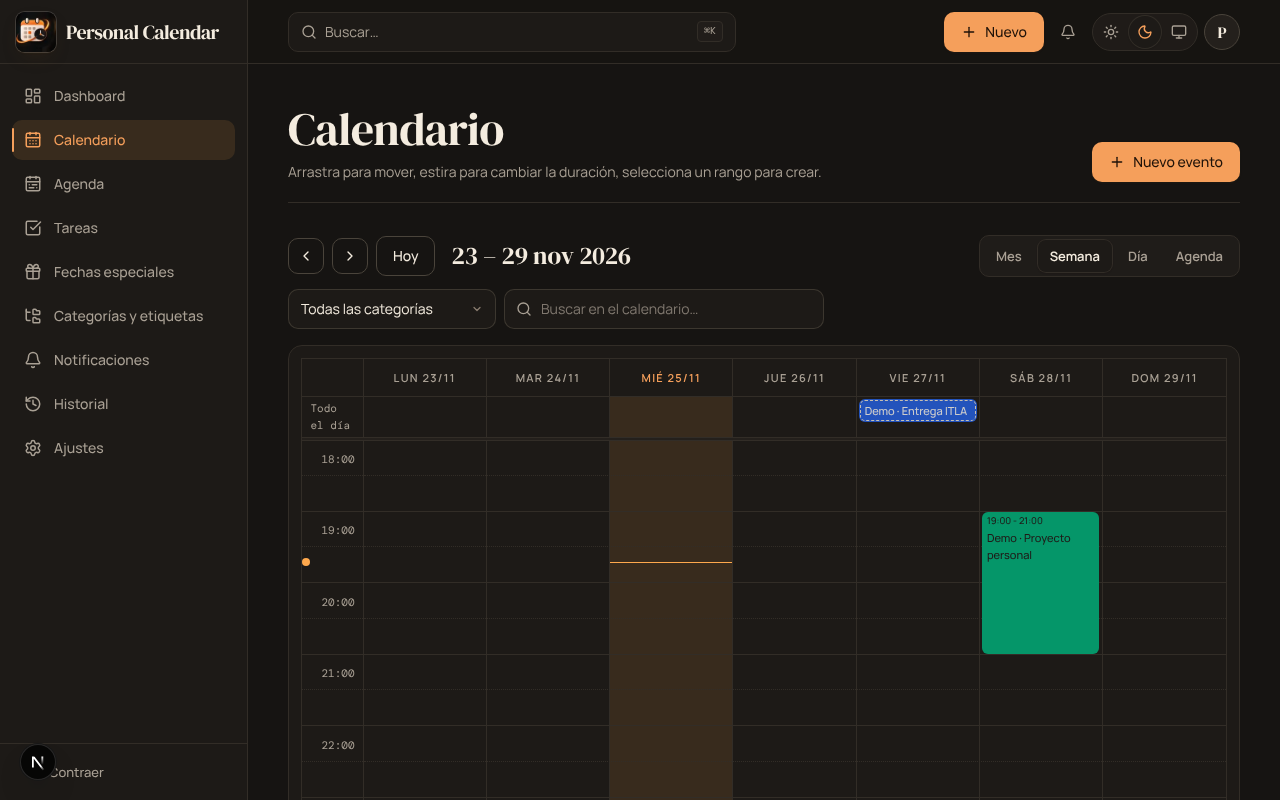 Personal Calendar
Buscar...
⌘K
Nuevo
P
Dashboard
Calendario
Agenda
Tareas
Fechas especiales
Categorías y etiquetas
Notificaciones
Historial
Ajustes
N
Contraer
Calendario
Arrastra para mover, estira para cambiar la duración, selecciona un rango para crear.
Nuevo evento
Hoy
23 – 29 nov 2026
Mes
Semana
Día
Agenda
Todas las categorías
Buscar en el calendario...
LUN 23/11
MAR 24/11
MIÉ 25/11
JUE 26/11
VIE 27/11
SÁB 28/11
DOM 29/11
Todo
el día
Demo · Entrega ITLA
18:00
19:00
19:00 - 21:00
Demo · Proyecto
personal
20:00
21:00
22:00